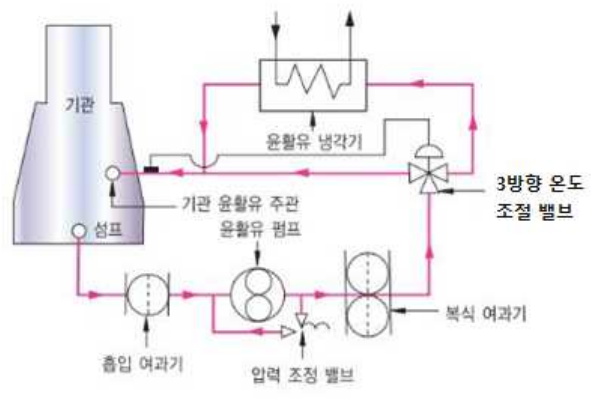 기관
윤활유 냉각기
3방향 온도
조절 밸브
기관 윤활유 주관
섬프
윤활유 펌프
복식 여과기
흡입 여과기
압력 조정 밸브